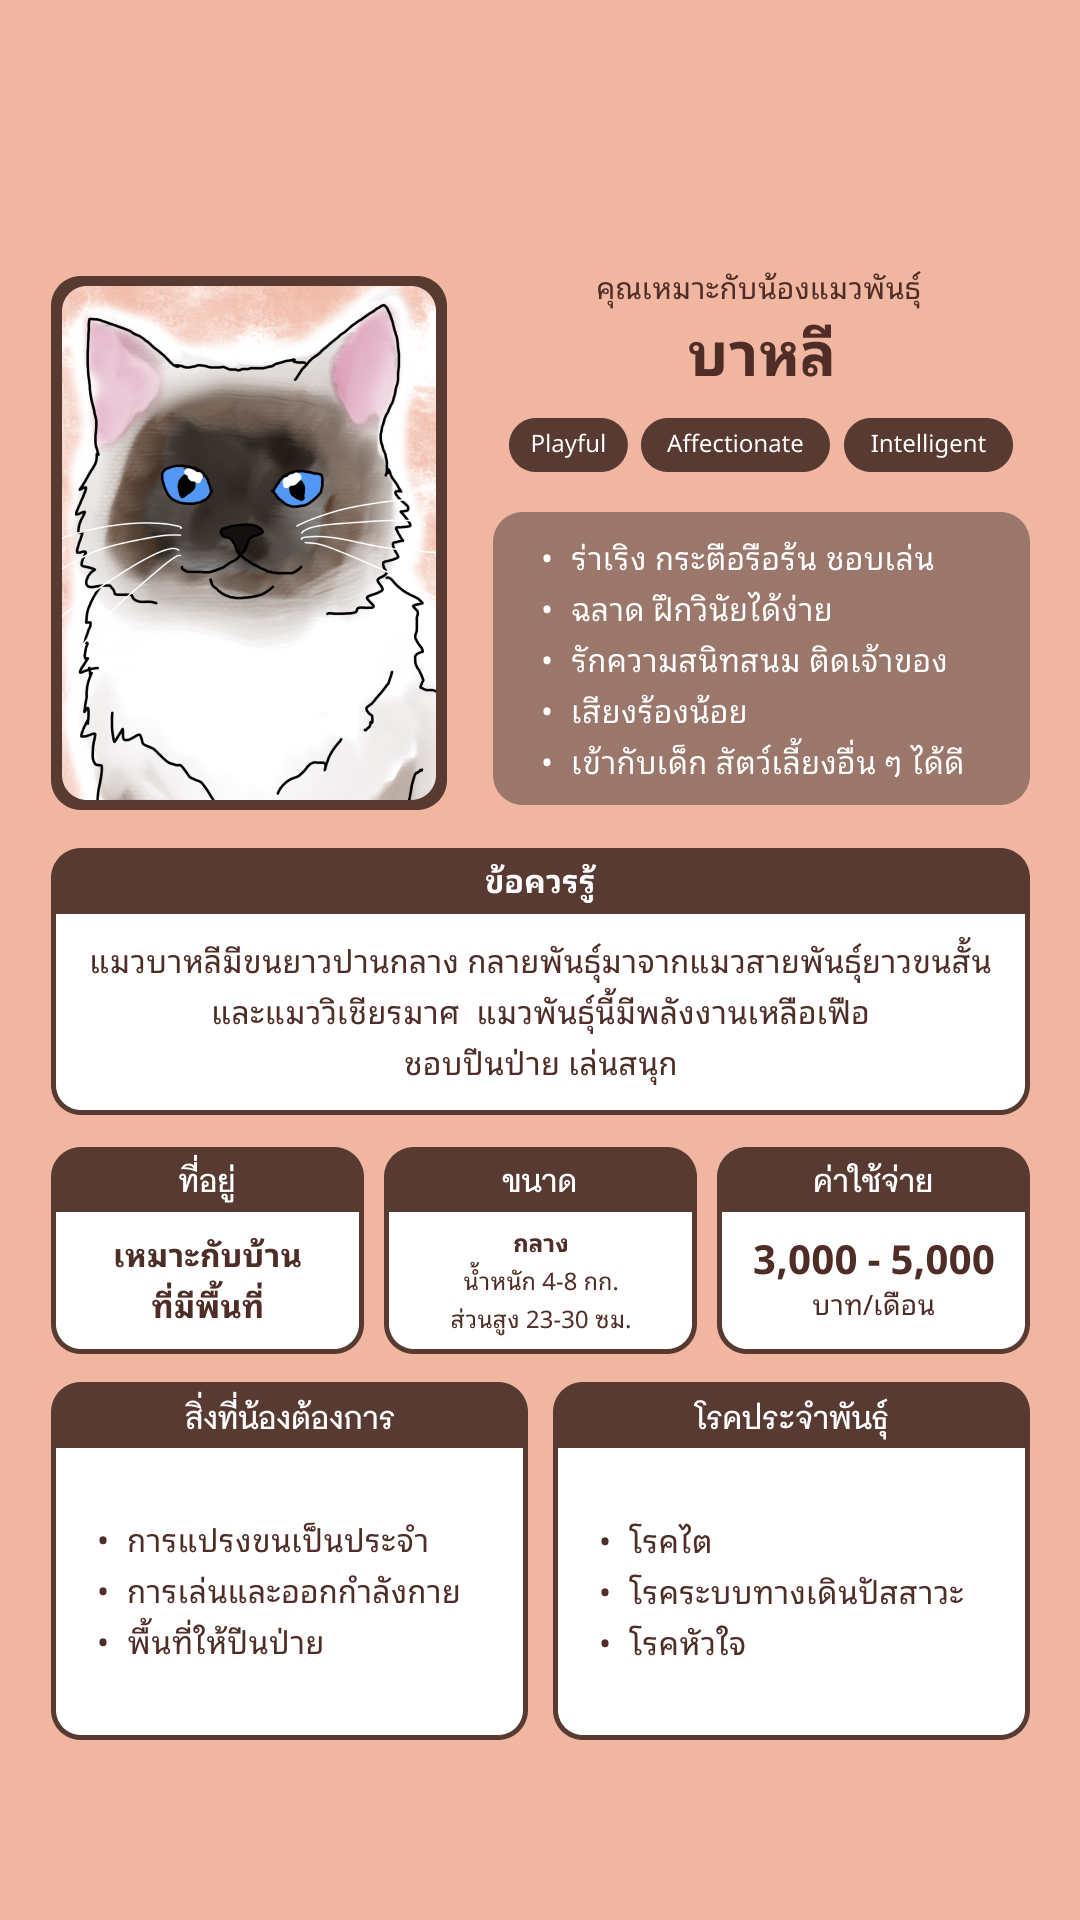 คุณเหมาะกับน้องแมวพันธุ์
บาหลี
Playful Affectionate Intelligent
• ร่าเริง กระตือรือร้น ชอบเล่น
• ฉลาด ฝึกวินัยได้ง่าย
• รักความสนิทสนม ติดเจ้าของ
• เสียงร้องน้อย
• เข้ากับเด็ก สัตว์เลี้ยงอื่น ๆ ได้ดี
ข้อควรรู้
แมวบาหลีมีขนยาวปานกลาง กลายพันธุ์มาจากแมวสายพันธุ์ยาวขนสั้น
และแมววิเชียรมาศ แมวพันธุ์นี้มีพลังงานเหลือเฟือ
ชอบปีนป่าย เล่นสนุก
ที่อยู่
เหมาะกับบ้าน
ที่มีพื้นที่
ขนาด
กลาง
น้ำหนัก 4-8 กก.
ส่วนสูง 23-30 ซม.
ค่าใช้จ่าย
3,000 - 5,000
บาท/เดือน
สิ่งที่น้องต้องการ
• การแปรงขนเป็นประจำ
• การเล่นและออกกำลังกาย
• พื้นที่ให้ปีนป่าย
โรคประจำพันธุ์
• โรคไต
• โรคระบบทางเดินปัสสาวะ
• โรคหัวใจ